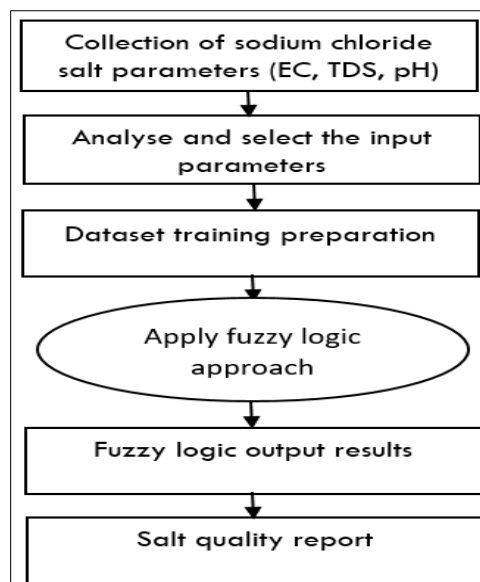 Collection of sodium chloride
salt parameters (EC, TDS, pH)
Analyse and select the input
parameters
Dataset training preparation
Apply fuzzy logic
approach
Fuzzy logic output results
Salt quality report